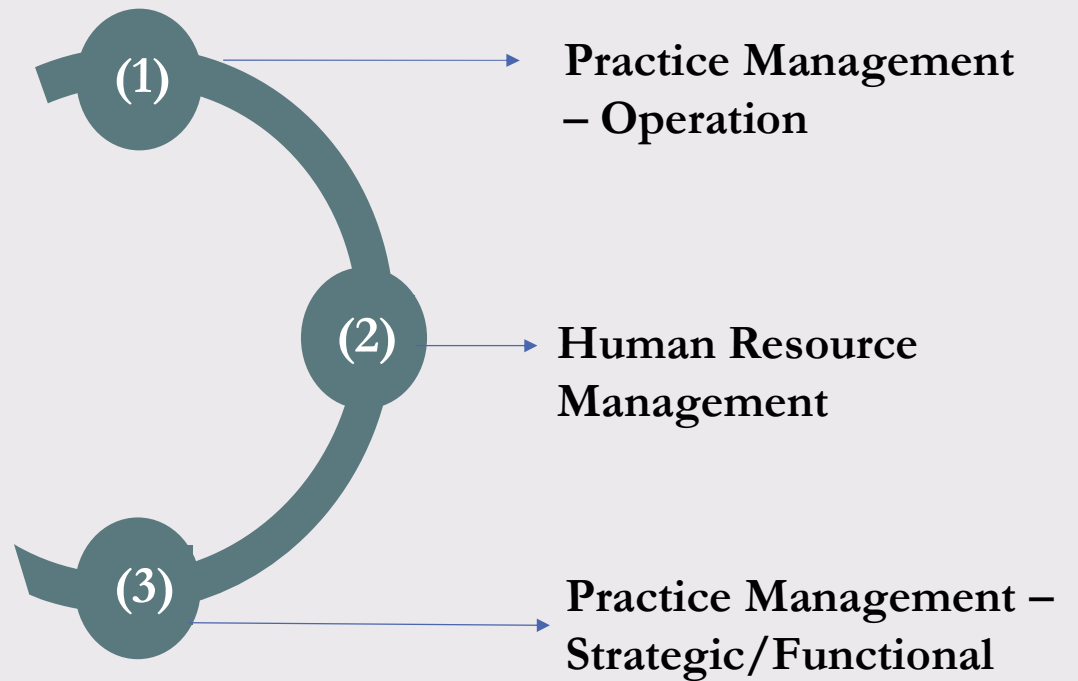 (1)
Practice Management
– Operation
(2)
Human Resource
Management
(3)
Practice Management –
Strategic/Functional